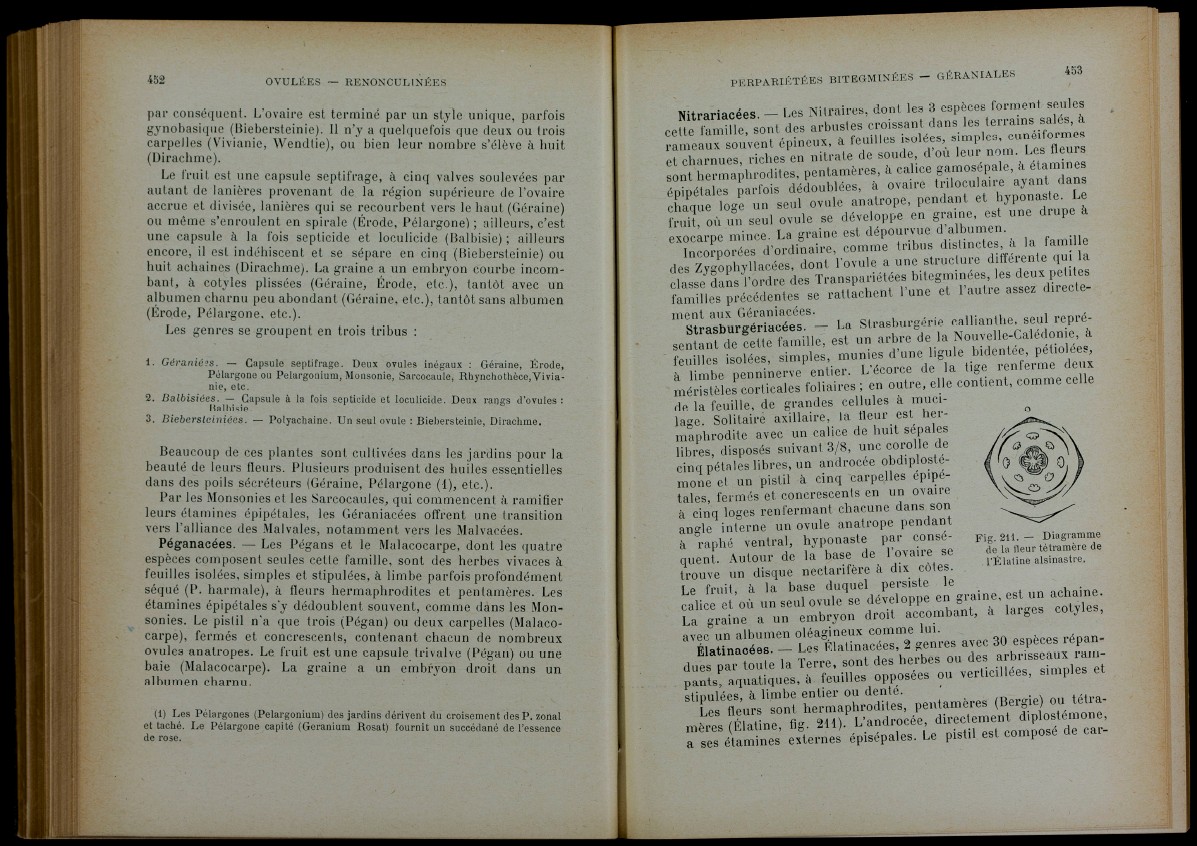 452
OVULÉES — RENONCULINÉES
par conséquent. L'ovaire est terminé par un style unique, parfois
gynobasique (Biebersteinie). Il n'y a quelquefois que deux ou trois
carpelles (Vivianie, Wendtie), ou bien leur nombre s'élève à huit
(Dirachme).
Le fruit est une capsule septifrage, à cinq valves soulevées par
autant de lanières provenant de la région supérieure de l'ovaire
accrue et divisée, lanières qui se recourbent vers le haut (Géraine)
ou même s'enroulent en spirale (Érode, Pélargone) ; ailleurs, c'est
une capsule à la fois septicide et loculicide (Balbisie) ; ailleurs
encore, il est indéhiscent et se sépare en cinq (Biebersteinie) ou
huit achaines (Dirachme). La graine a un embryon courbe incom-
bant, à cotyles plissées (Géraine, Érode, etc.), tantôt avec un
albumen charnu peu abondant (Géraine, etc.), tantôt sans albumen
(Érode, Pélargone, etc.).
Les genres se groupent en trois tribus :
1. Géraniées. — Capsule septifrage. Deux ovules inégaux : Géraine, Érode,
Pélargone ou Pelargonium, Monsonie, Sarcocaule, Rhynchothèce, Vivia-
nie, etc.
2. Balbisiées. — Capsule à la fois septicide et loculicide. Deux rangs d'ovules :
Balbisie
3. Biebersteiniées. — Polyachaine. Un seul ovule : Biebersteinie, Dirachme.
Beaucoup de ces plantes sont cultivées dans les jardins pour la
beauté de leurs fleurs. Plusieurs produisent des huiles essentielles
dans des poils sécréteurs (Géraine, Pélargone (1), etc.).
Par les Monsonies et les Sarcocaules, qui commencent à ramifier
leurs étamines épipétales, les Géraniacées offrent une transition
vers l'alliance des Malvales, notamment vers les Malvacées.
Péganacées. — Les Pégans et le Malacocarpe, dont les quatre
espèces composent seules cette famille, sont des herbes vivaces à
feuilles isolées, simples et stipulées, à limbe parfois profondément
séqué (P. harmale), à fleurs hermaphrodites et pentamères. Les
étamines épipétales s'y dédoublent souvent, comme dans les Mon-
sonies. Le pistil n'a que trois (Pégan) ou deux carpelles (Malaco-
carpe), fermés et concrescents, contenant chacun de nombreux
ovules anatropes. Le fruit est une capsule trivalve (Pégan) ou une
baie (Malacocarpe). La graine a un embryon droit dans un
albumen charnu.
(1) Les Pélargones (Pelargonium) des jardins dérivent du croisement des P. zonal
et taché. Le Pélargone capité (Geranium Rosat) fournit un succédané de l'essence
de rose.
PERPARIÉTÉES BITEGMINÉES — GÉRANIALES
453
Nitrariacées. — Les Nitraires, dont les 3 espèces forment seules
cette famille, sont des arbustes croissant dans les terrains salés, à
rameaux souvent épineux, à feuilles isolées, simples, cunéiformes
et charnues, riches en nitrate de soude, d'où leur nom. Les fleurs
sont hermaphrodites, pentamères, à calice gamosépale, à étamines
épipétales parfois dédoublées, à ovaire triloculaire ayant dans
chaque loge un seul ovule anatrope, pendant et hyponaste. Le
fruit, où un seul ovule se développe en graine, est une drupe à
exocarpe mince. La graine est dépourvue d'albumen.
Incorporées d'ordinaire, comme tribus distinctes, à la famille
des Zygophyllacées, dont l'ovule a une structure différente qui la
classe dans l'ordre des Transpariétées bitegminées, les deux petites
familles précédentes se rattachent l'une et l'autre assez directe-
ment aux Géraniacées.
Strasburgériacées. — La Strasburgérie callianthe, seul repré-
sentant de cette famille, est un arbre de la Nouvelle-Calédonie, à
feuilles isolées, simples, munies d'une ligule bidentée, pétiolées,
à limbe penninerve entier. L'écorce de la tige renferme deux
méristèles corticales foliaires ; en outre, elle contient, comme celle
de la feuille, de grandes cellules à muci-
lage. Solitaire axillaire, la fleur est her-
maphrodite avec un calice de huit sépales
libres, disposés suivant 3/8, une corolle de
cinq pétales libres, un androcée obdiplosté-
mone et un pistil à cinq carpelles épipé-
tales, fermés et concrescents en un ovaire
à cinq loges renfermant chacune dans son
angle interne un ovule anatrope pendant
à raphé ventral, hyponaste par consé-
quent. Autour de la base de l'ovaire se
trouve un disque nectarifère à dix côtes.
Le fruit, à la base duquel persiste le
calice et où un seul ovule se développe en graine, est un achaine.
La graine a un embryon droit accombant, à larges cotyles,
avec un albumen oléagineux comme lui.
Fig. 211. — Diagramme
de la fleur tétramère de
l'Élatine alsinastre.
Élatinacées. — Les Élatinacées, 2 genres avec 30 espèces répan-
dues par toute la Terre, sont des herbes ou des arbrisseaux ram-
pants, aquatiques, à feuilles opposées ou verticillées, simples et
stipulées, à limbe entier ou denté.
Les fleurs sont hermaphrodites, pentamères (Bergie) ou tétra-
mères (Élatine, fig. 211). L'androcée, directement diplostémone,
a ses étamines externes épisépales. Le pistil est composé de car-